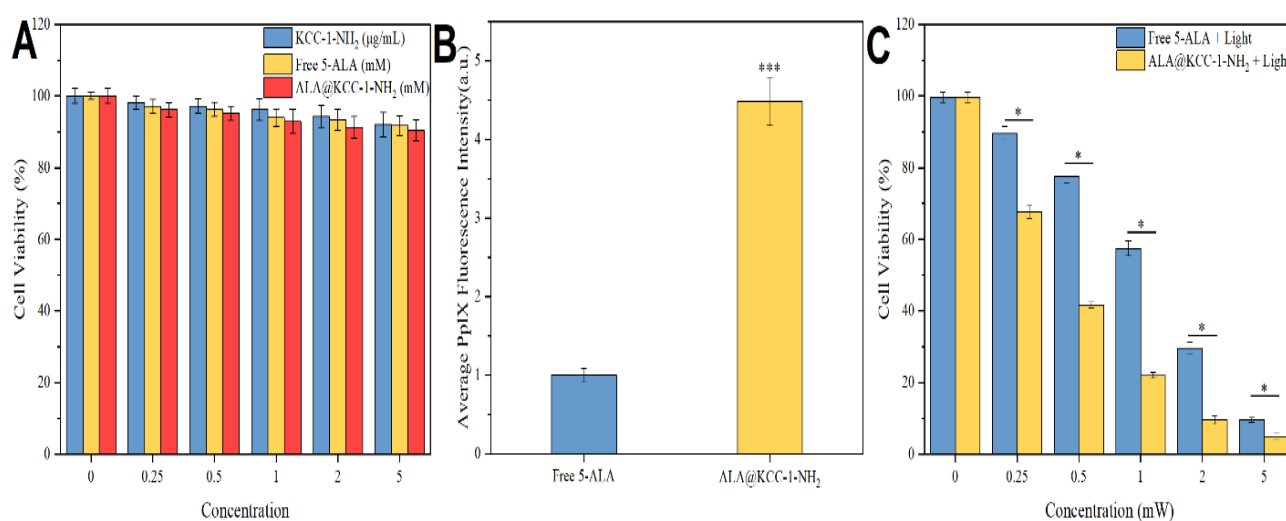 A
120
100
80
60
40
20
0
Cell Viability (%)
KCC-1-NH₂ (μg/mL)
Free 5-ALA (mM)
ALA@KCC-1-NH₂ (mM)
0 0.25 0.5 1 2 5
Concentration
B
5
4
3
2
1
0
Average PpIX Fluorescence Intensity(a.u.)
***
Free 5-ALA ALA@KCC-1-NH₂
C
120
100
80
60
40
20
0
Cell Viability (%)
Free 5-ALA + Light
ALA@KCC-1-NH₂ + Light
*
*
*
*
*
0 0.25 0.5 1 2 5
Concentration (mW)